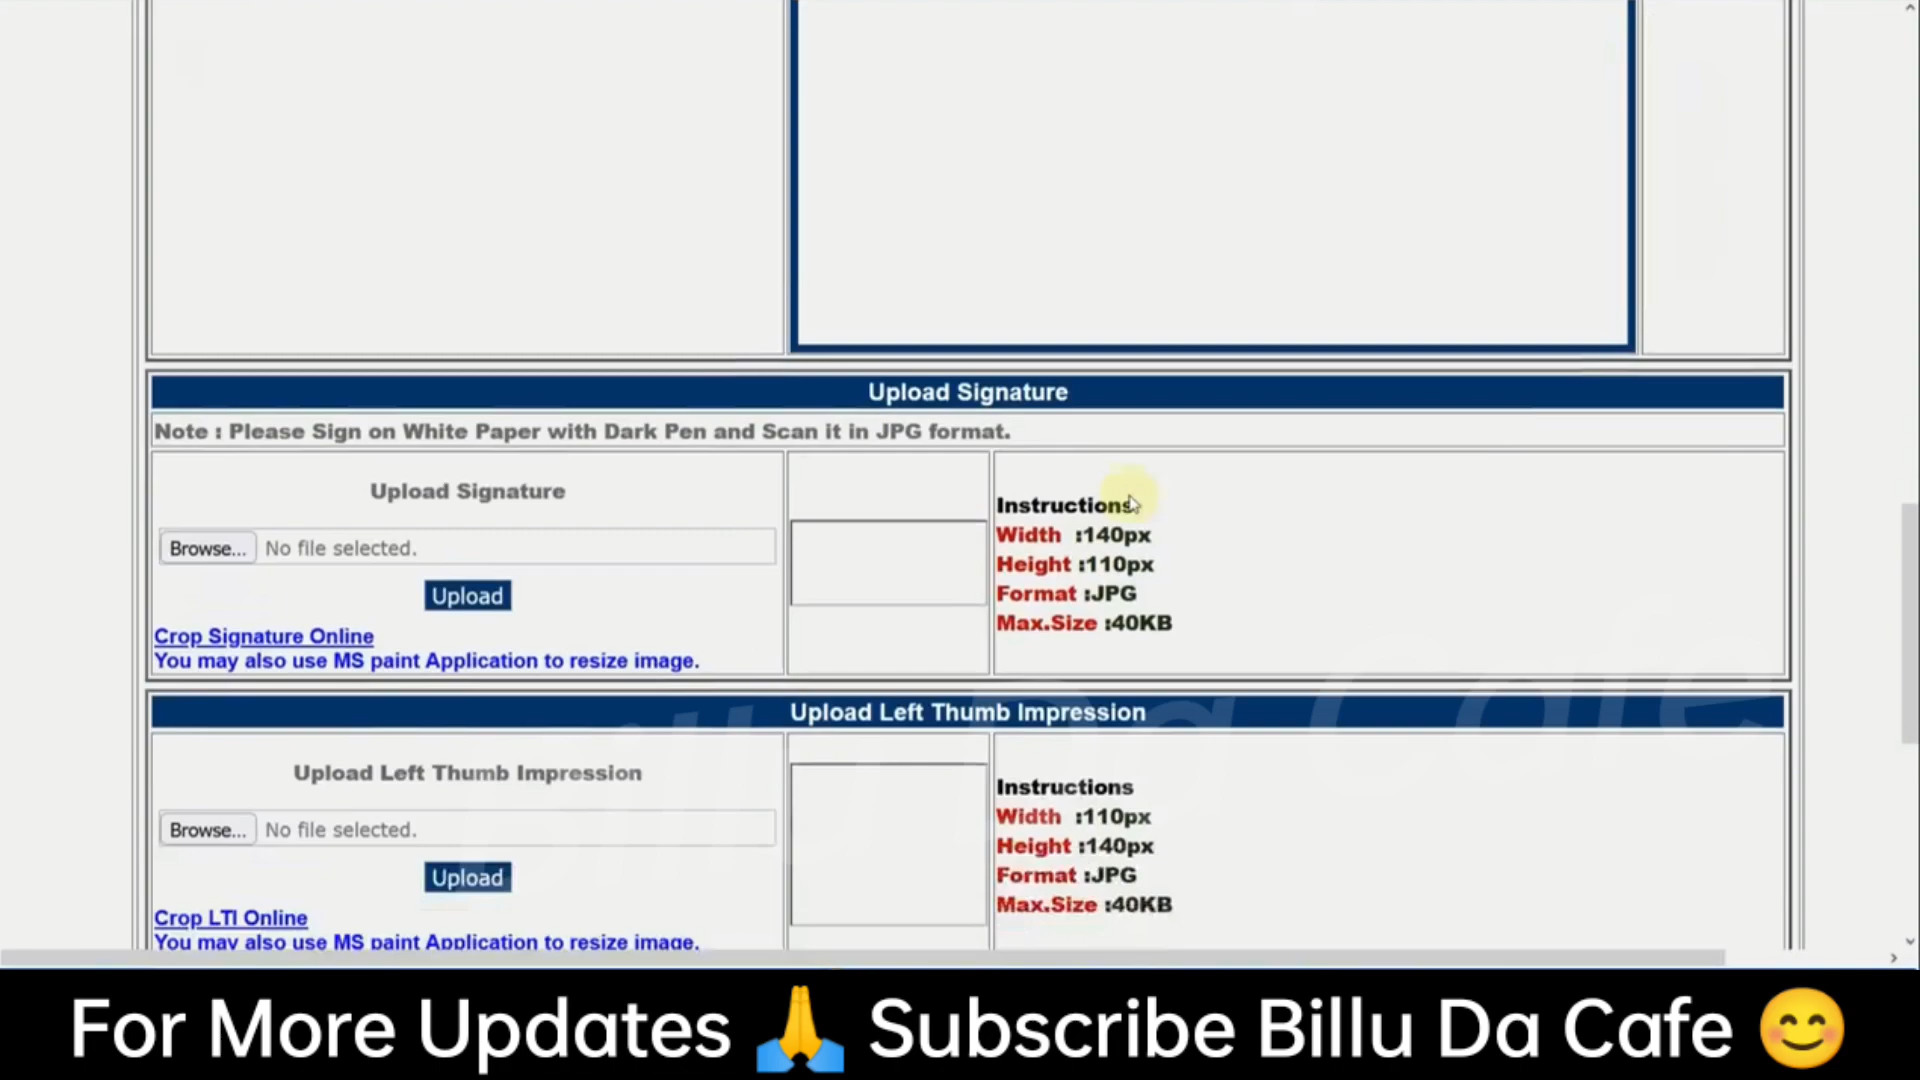 Upload Signature
Note : Please Sign on White Paper with Dark Pen and Scan it in JPG format.
Upload Signature
Browse... No file selected.
Upload
Crop Signature Online
You may also use MS paint Application to resize image.
Instructions
Width :140px
Height :110px
Format :JPG
Max.Size :40KB
Upload Left Thumb Impression
Upload Left Thumb Impression
Browse... No file selected.
Upload
Crop LTI Online
You may also use MS paint Application to resize image.
Instructions
Width :110px
Height :140px
Format :JPG
Max.Size :40KB
Billu Da Cafe
For More Updates 🙏 Subscribe Billu Da Cafe 😊